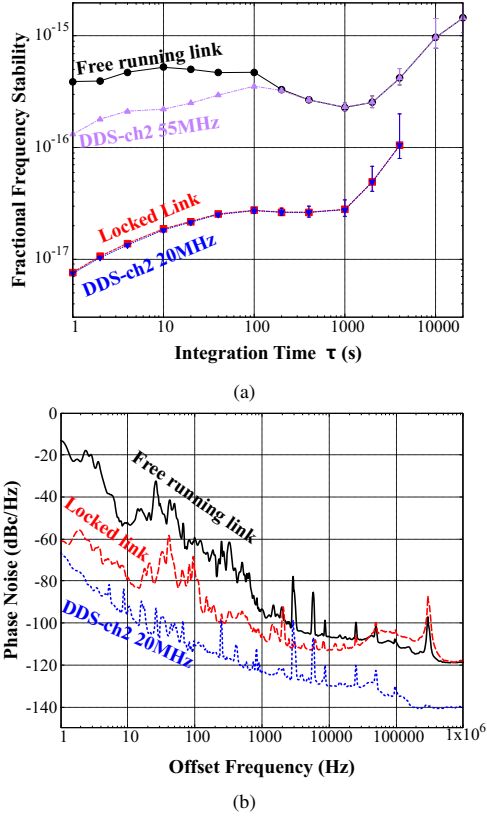 10^-15
Free running link
DDS-ch2 55MHz
10^-16
Locked Link
DDS-ch2 20MHz
10^-17
Fractional Frequency Stability
1 10 100 1000 10000
Integration Time τ (s)
(a)
0
-20
-40
-60
-80
-100
-120
-140
Phase Noise (dBc/Hz)
Free running link
Locked link
DDS-ch2 20MHz
1 10 100 1000 10000 100000 1x10^6
Offset Frequency (Hz)
(b)